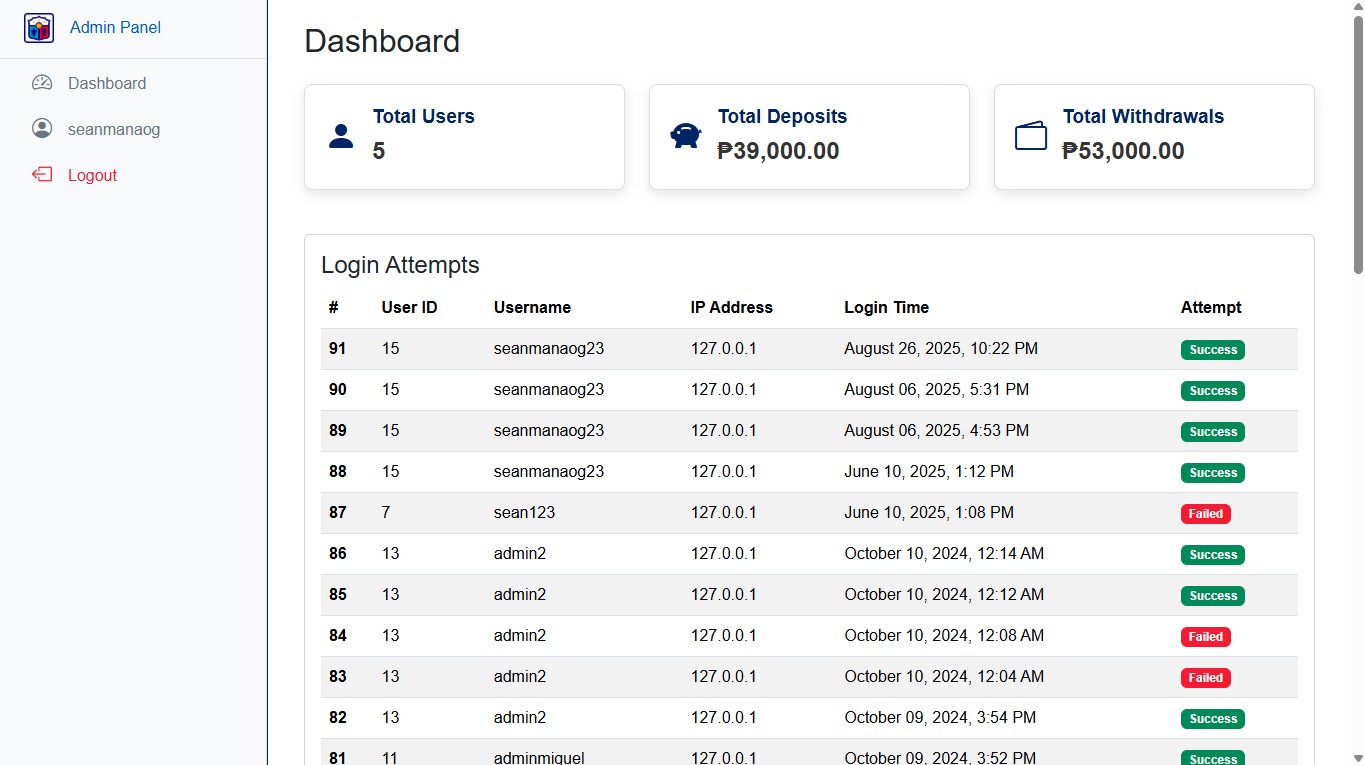 Admin Panel
Dashboard
seanmanaog
Logout
Dashboard
Total Users
5
Total Deposits
₱39,000.00
Total Withdrawals
₱53,000.00
Login Attempts
# User ID Username IP Address Login Time Attempt
91 15 seanmanaog23 127.0.0.1 August 26, 2025, 10:22 PM Success
90 15 seanmanaog23 127.0.0.1 August 06, 2025, 5:31 PM Success
89 15 seanmanaog23 127.0.0.1 August 06, 2025, 4:53 PM Success
88 15 seanmanaog23 127.0.0.1 June 10, 2025, 1:12 PM Success
87 7 sean123 127.0.0.1 June 10, 2025, 1:08 PM Failed
86 13 admin2 127.0.0.1 October 10, 2024, 12:14 AM Success
85 13 admin2 127.0.0.1 October 10, 2024, 12:12 AM Success
84 13 admin2 127.0.0.1 October 10, 2024, 12:08 AM Failed
83 13 admin2 127.0.0.1 October 10, 2024, 12:04 AM Failed
82 13 admin2 127.0.0.1 October 09, 2024, 3:54 PM Success
81 11 adminmiguel 127.0.0.1 October 09, 2024, 3:52 PM Success